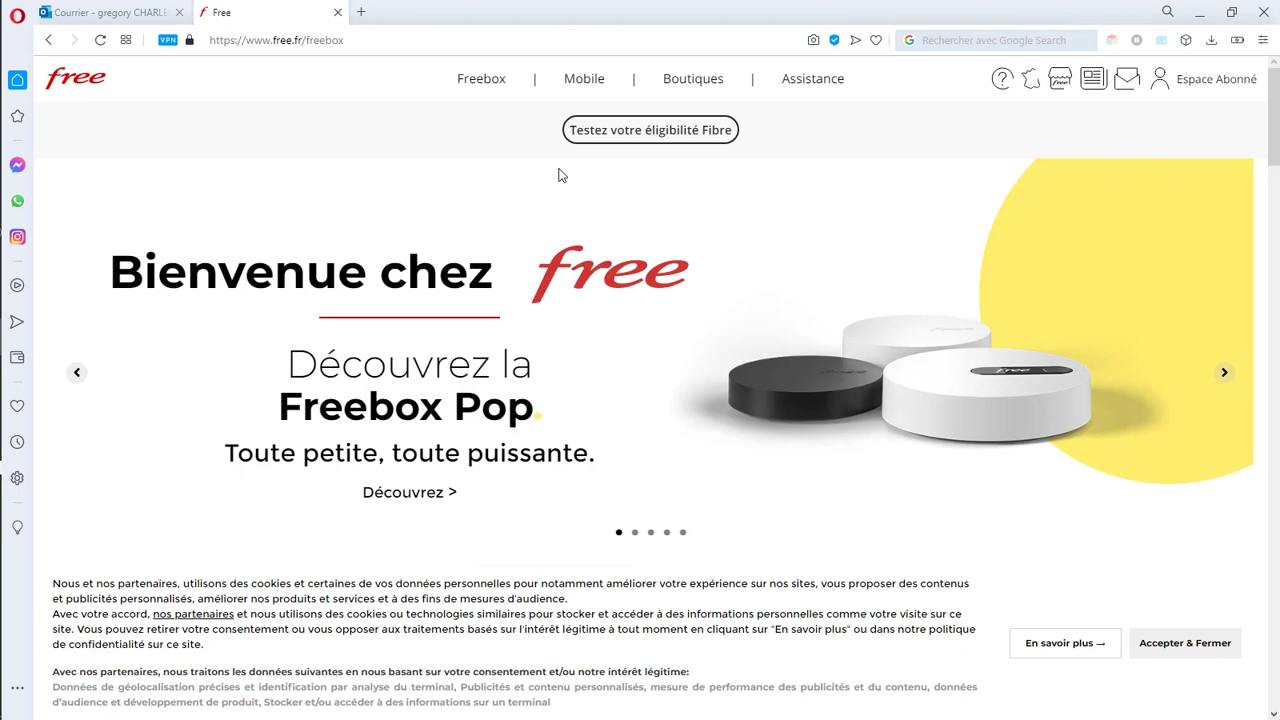 Courrier - gregory CHARLE
Free
VPN
https://www.free.fr/freebox
Rechercher avec Google Search
free
Freebox | Mobile | Boutiques | Assistance
free
Espace Abonné
Testez votre éligibilité Fibre
Bienvenue chez free
Découvrez la
Freebox Pop.
Toute petite, toute puissante.
Découvrez >
free
Nous et nos partenaires, utilisons des cookies et certaines de vos données personnelles pour notamment améliorer votre expérience sur nos sites, vous proposer des contenus
et publicités personnalisés, améliorer nos produits et services et à des fins de mesures d'audience.
Avec votre accord, nos partenaires et nous utilisons des cookies ou technologies similaires pour stocker et accéder à des informations personnelles comme votre visite sur ce
site. Vous pouvez retirer votre consentement ou vous opposer aux traitements basés sur l'intérêt légitime à tout moment en cliquant sur "En savoir plus" ou dans notre politique
de confidentialité sur ce site.
En savoir plus →
Accepter & Fermer
Avec nos partenaires, nous traitons les données suivantes en nous basant sur votre consentement et/ou notre intérêt légitime:
Données de géolocalisation précises et identification par analyse du terminal, Publicités et contenu personnalisés, mesure de performance des publicités et du contenu, données
d'audience et développement de produit, Stocker et/ou accéder à des informations sur un terminal